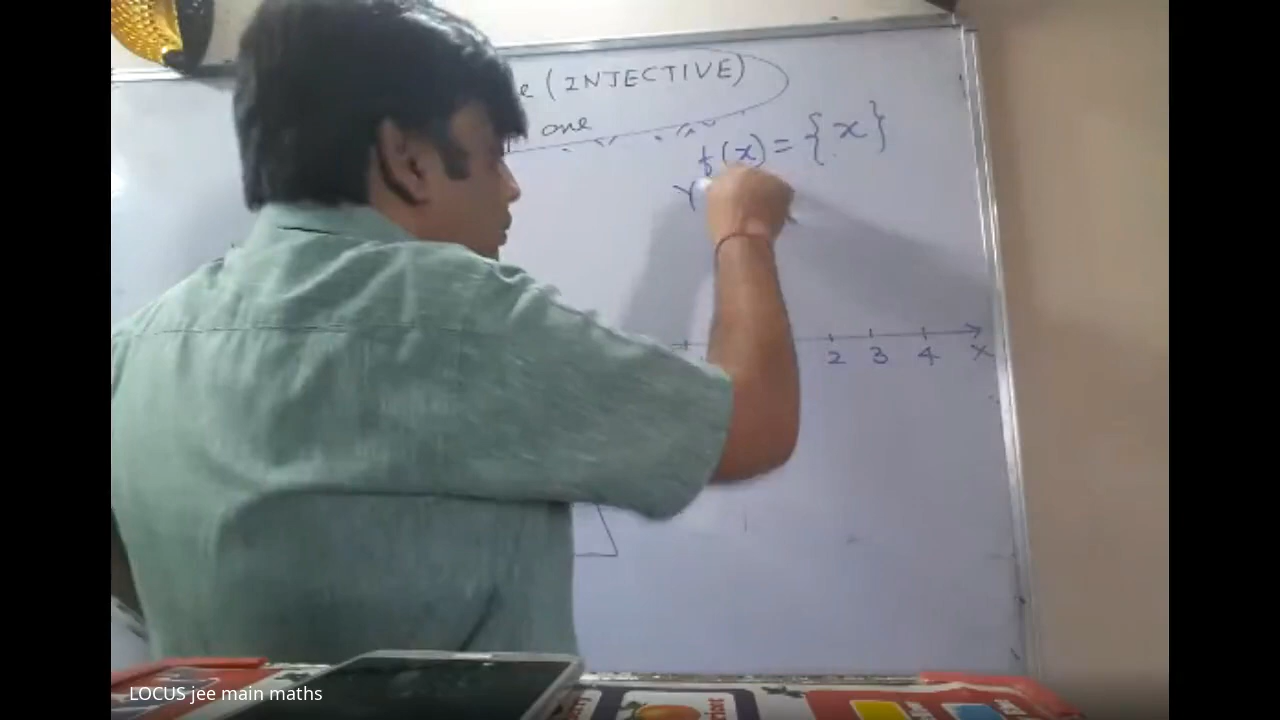 e (INJECTIVE)
one
f(x) = {x}
Y
2 3 4 X
LOCUS jee main maths